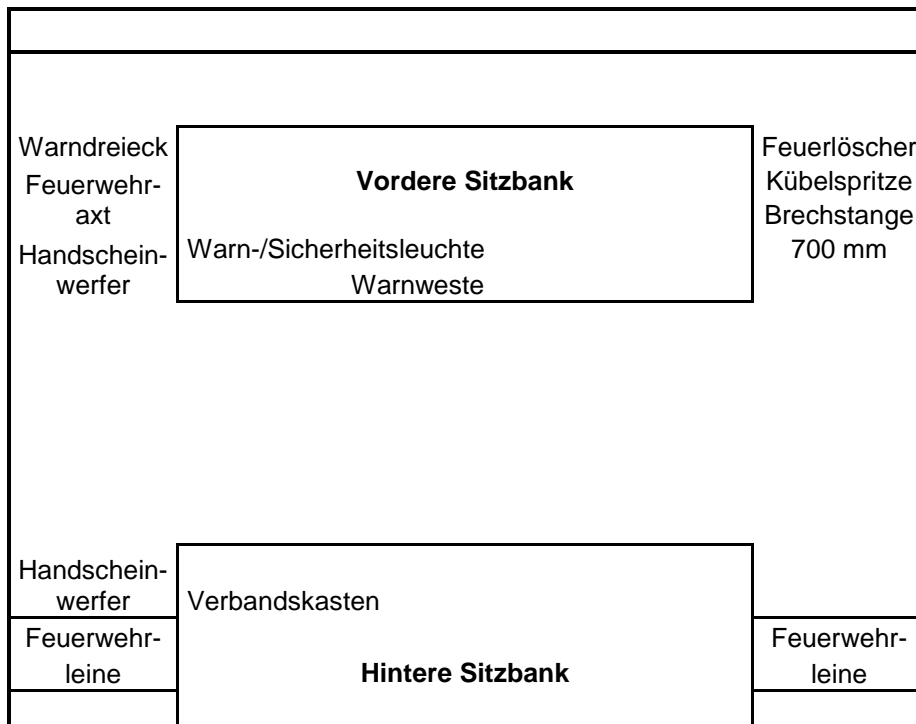 Warndreieck
Feuerwehr-
axt
Handschein-
werfer
Vordere Sitzbank
Warn-/Sicherheitsleuchte
Warnweste
Feuerlöscher
Kübelspritze
Brechstange
700 mm
Handschein-
werfer
Feuerwehr-
leine
Verbandskasten
Hintere Sitzbank
Feuerwehr-
leine